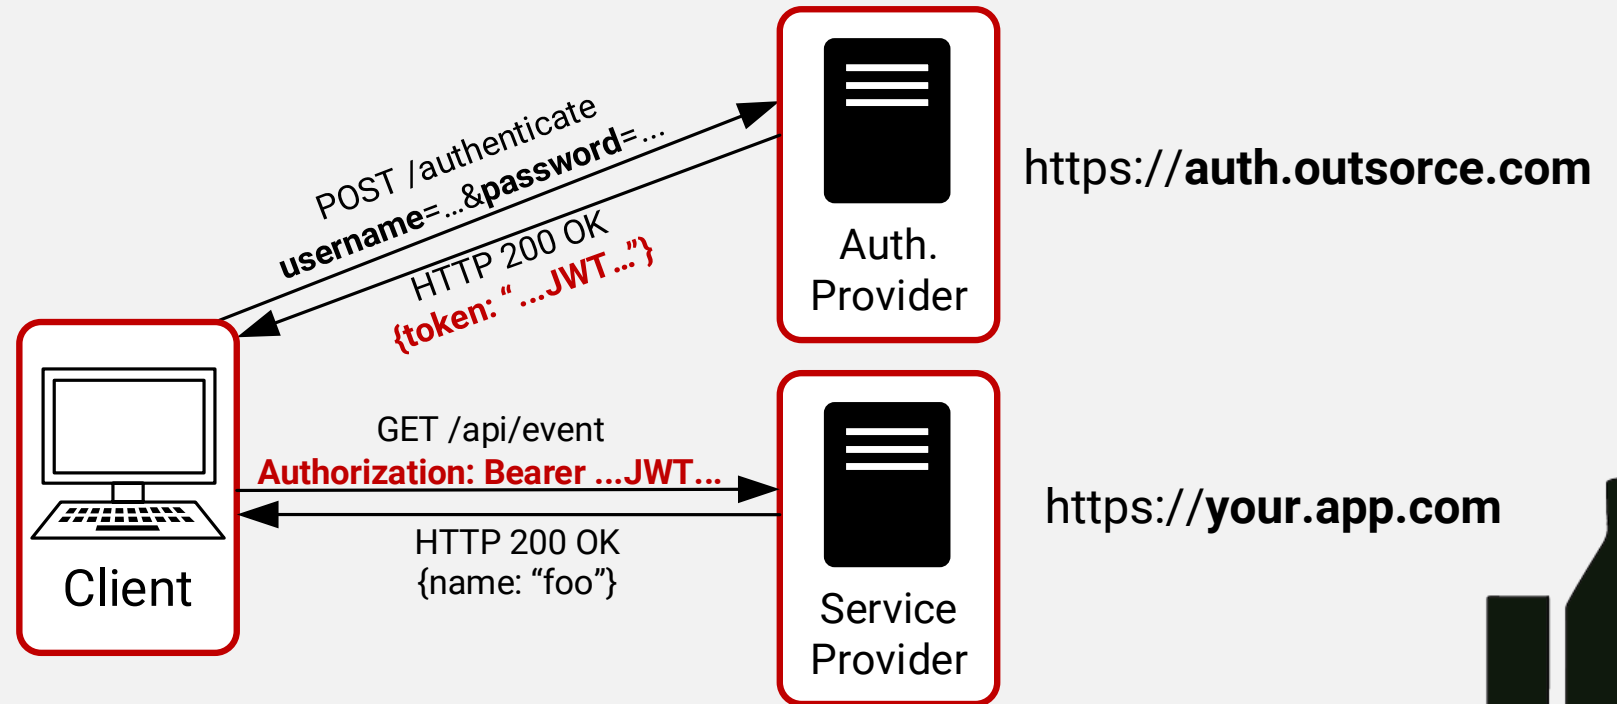 POST /authenticate
username=...&password=...
HTTP 200 OK
{token: “ ...JWT...”}
Auth.
Provider
https://auth.outsorce.com
Client
GET /api/event
Authorization: Bearer ...JWT...
HTTP 200 OK
{name: “foo”}
Service
Provider
https://your.app.com